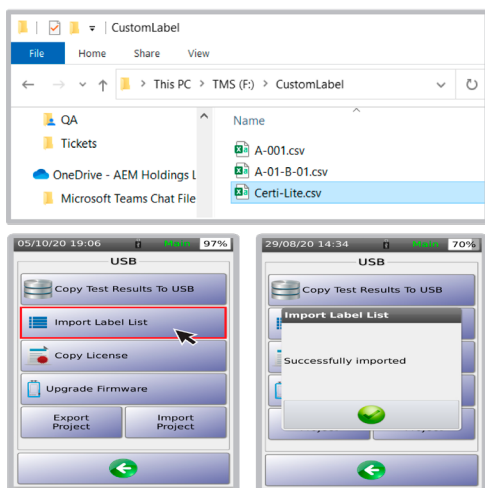 CustomLabel
File Home Share View
This PC > TMS (F:) > CustomLabel
QA
Tickets
OneDrive - AEM Holdings L
Microsoft Teams Chat File
Name
A-001.csv
A-01-B-01.csv
Certi-Lite.csv
05/10/20 19:06 Main 97%
USB
Copy Test Results To USB
Import Label List
Copy License
Upgrade Firmware
Export Project
Import Project
29/08/20 14:34 Main 70%
USB
Copy Test Results To USB
Import Label List
Successfully imported